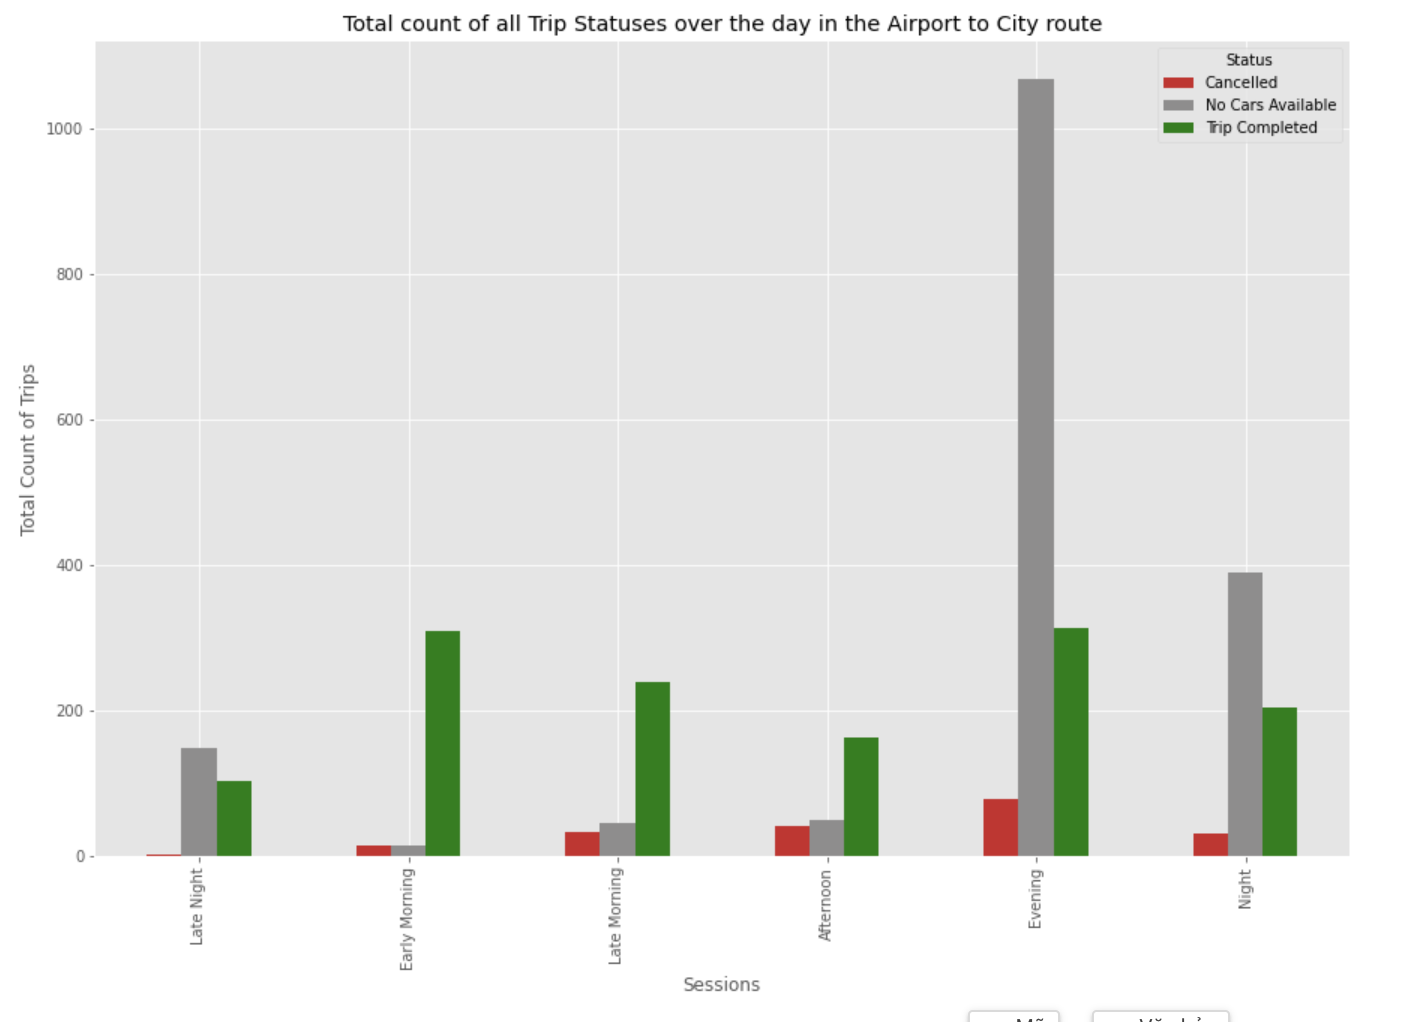 Total count of all Trip Statuses over the day in the Airport to City route
Status
Cancelled
No Cars Available
Trip Completed
Total Count of Trips
1000
800
600
400
200
0
Late Night
Early Morning
Late Morning
Afternoon
Evening
Night
Sessions